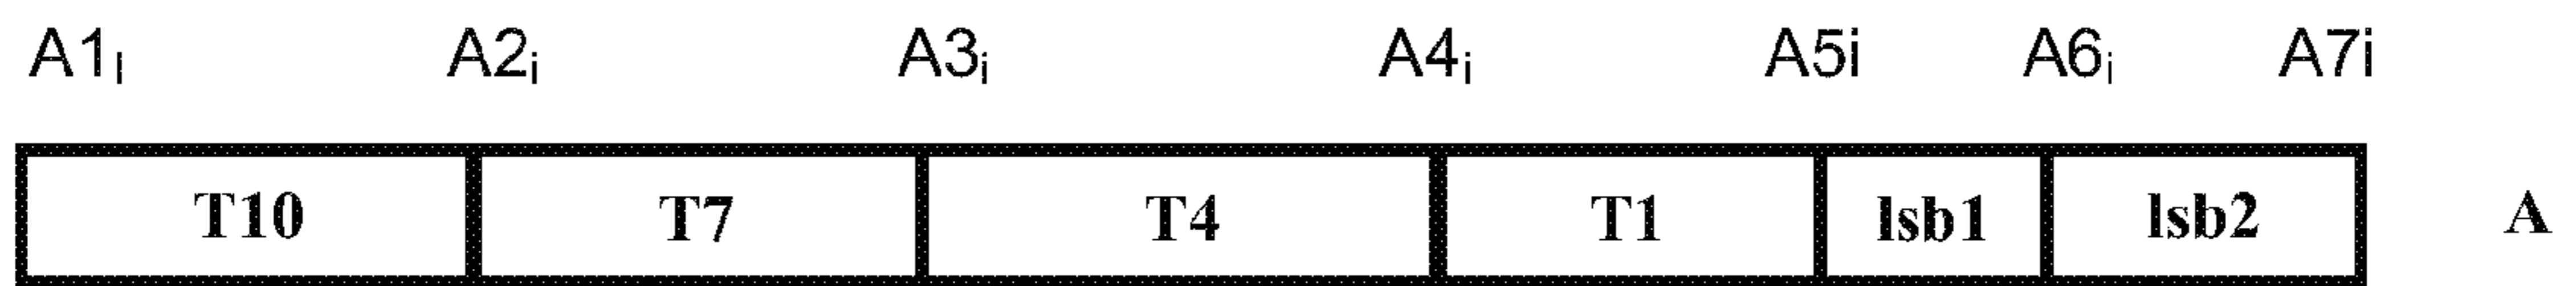 A1ᵢ A2ᵢ A3ᵢ A4ᵢ A5i A6ᵢ A7i
T10 T7 T4 T1 lsb1 lsb2 A